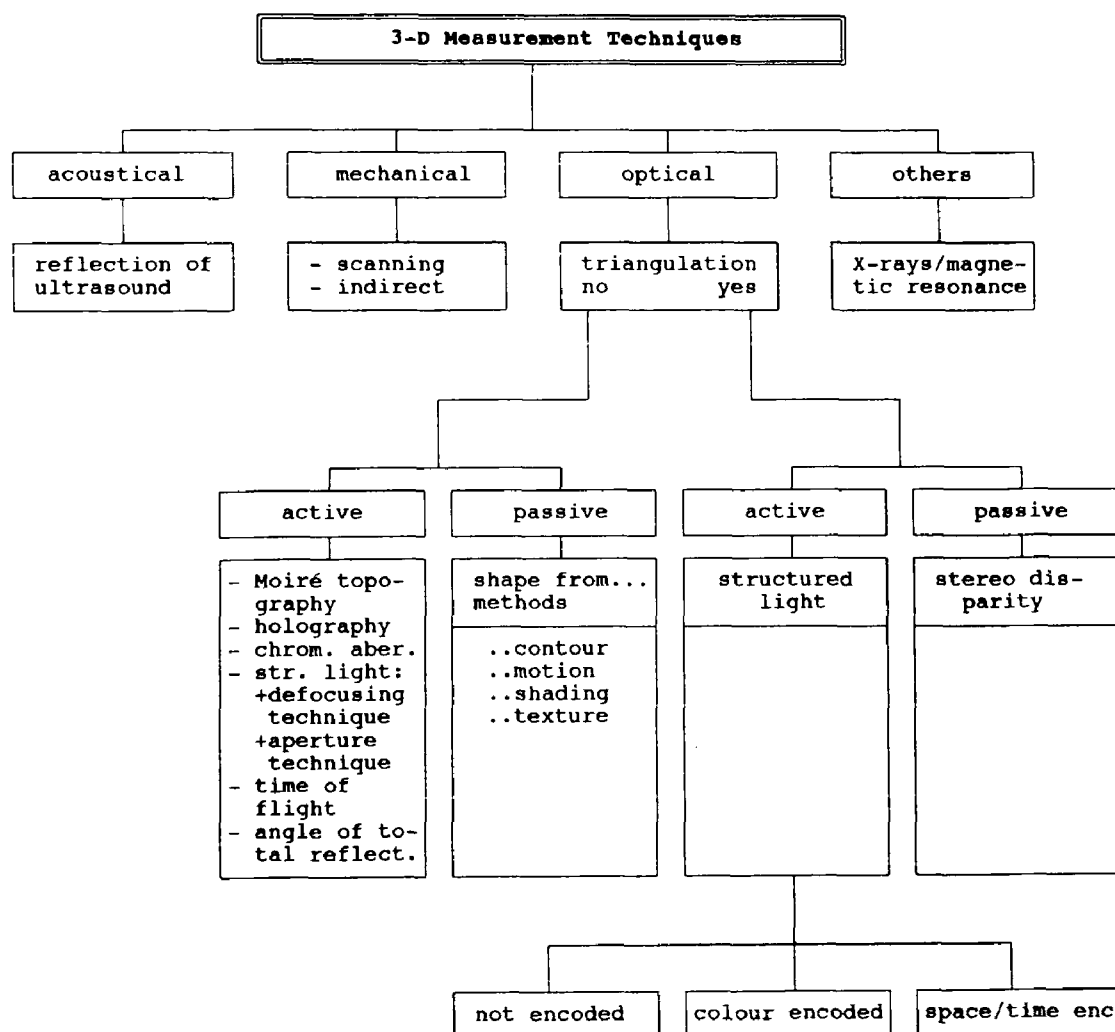 3-D Measurement Techniques
acoustical
mechanical
optical
others
reflection of
ultrasound
- scanning
- indirect
triangulation
no yes
X-rays/magne-
tic resonance
active
passive
active
passive
- Moiré topo-
graphy
- holography
- chrom. aber.
- str. light:
+defocusing
technique
+aperture
technique
- time of
flight
- angle of to-
tal reflect.
shape from...
methods
..contour
..motion
..shading
..texture
structured
light
stereo dis-
parity
not encoded
colour encoded
space/time enc